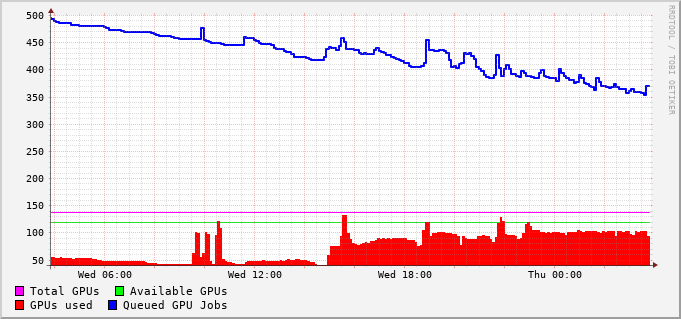 500
450
400
350
300
250
200
150
100
50
Wed 06:00 Wed 12:00 Wed 18:00 Thu 00:00
Total GPUs Available GPUs
GPUs used Queued GPU Jobs
RRDTOOL / TOBI OETIKER